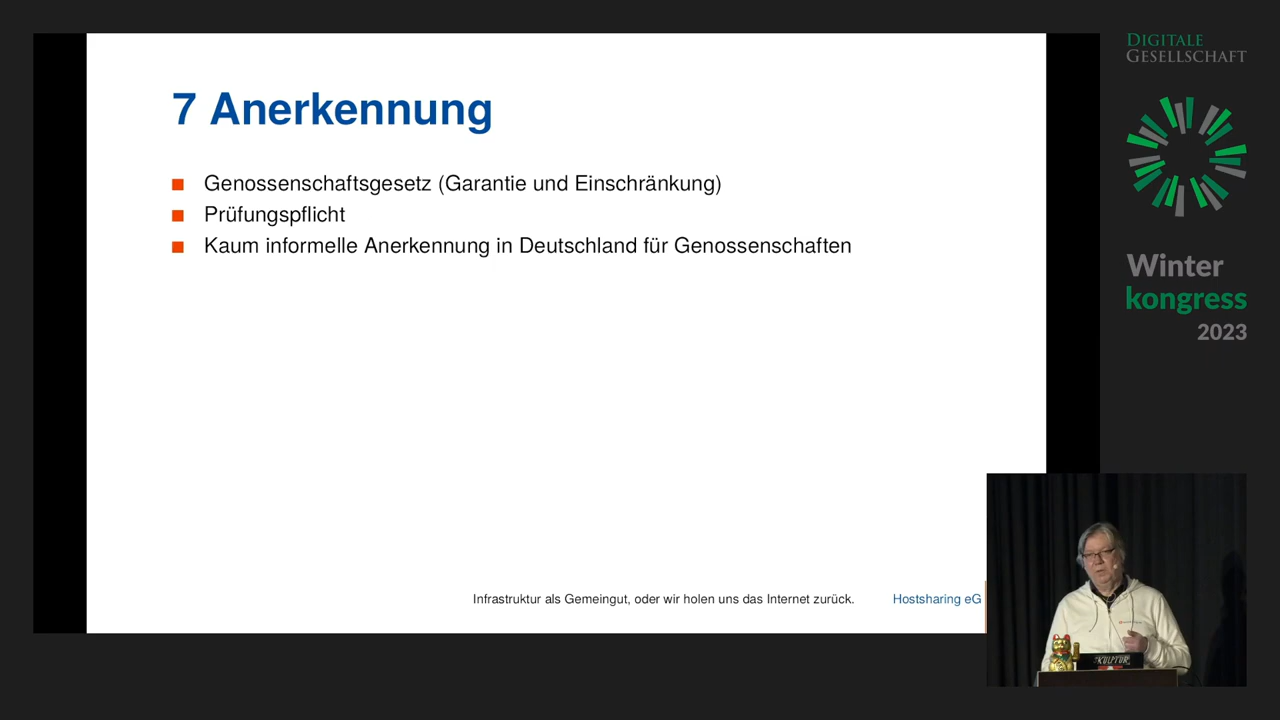 7 Anerkennung
Genossenschaftsgesetz (Garantie und Einschränkung)
Prüfungspflicht
Kaum informelle Anerkennung in Deutschland für Genossenschaften
Infrastruktur als Gemeingut, oder wir holen uns das Internet zurück.
Hostsharing eG
DIGITALE
GESELLSCHAFT
Winter
kongress
2023
KULTUR